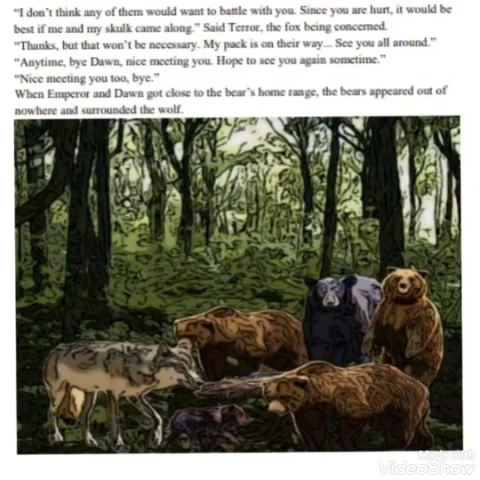 “I don’t think any of them would want to battle with you. Since you are hurt, it would be
best if me and my skulk came along.” Said Terror, the fox being concerned.
“Thanks, but that won’t be necessary. My pack is on their way... See you all around.”
“Anytime, bye Dawn, nice meeting you. Hope to see you again sometime.”
“Nice meeting you too, bye.”
When Emperor and Dawn got close to the bear’s home range, the bears appeared out of
nowhere and surrounded the wolf.
Made with
VideoShow